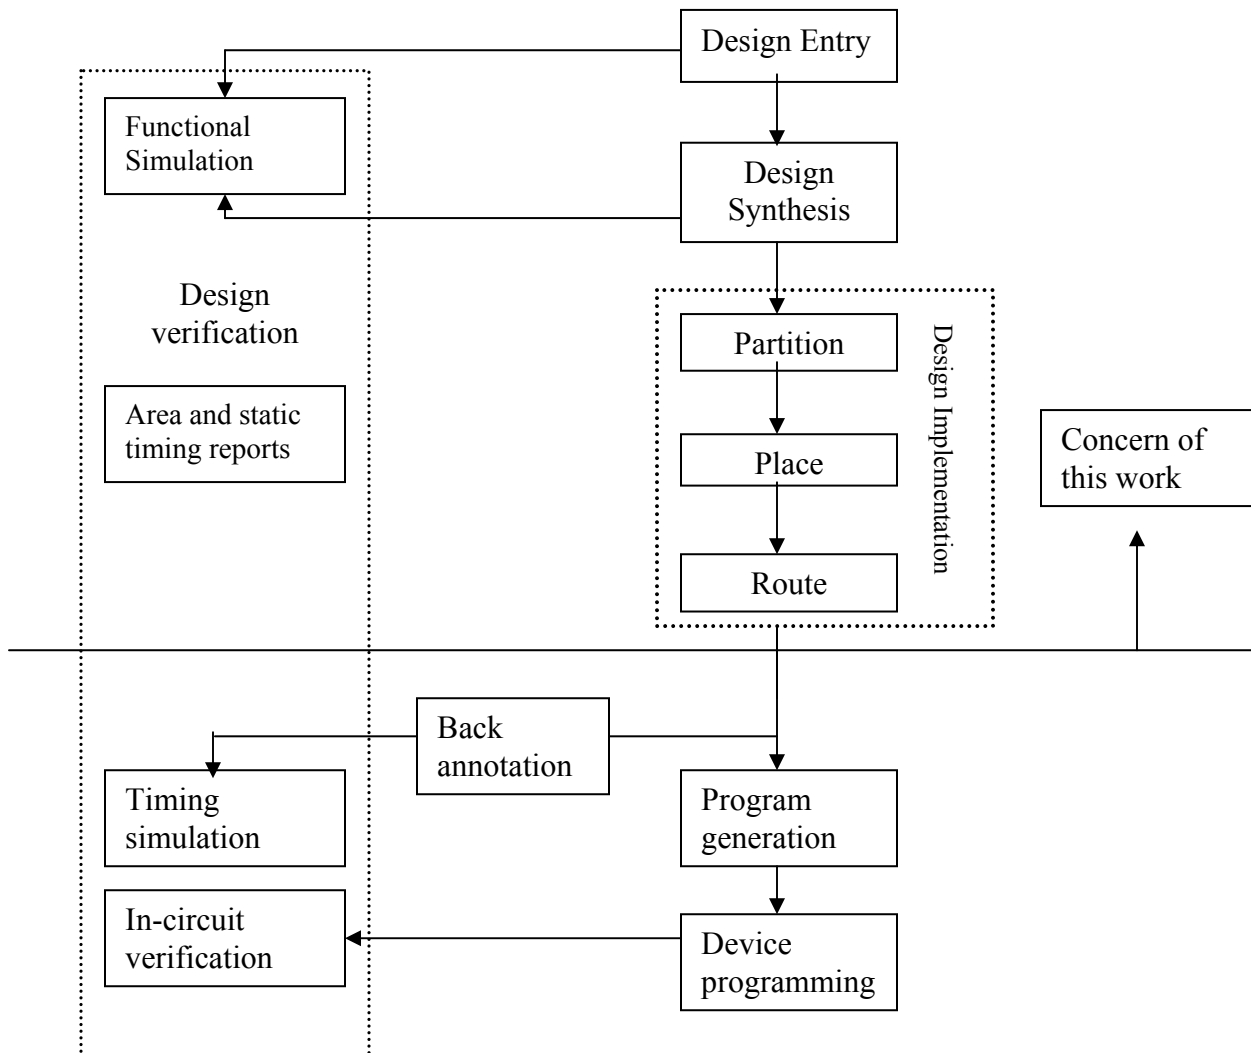 Design Entry
Functional
Simulation
Design
Synthesis
Design
verification
Partition
Design Implementation
Area and static
timing reports
Place
Concern of
this work
Route
Back
annotation
Timing
simulation
Program
generation
In-circuit
verification
Device
programming